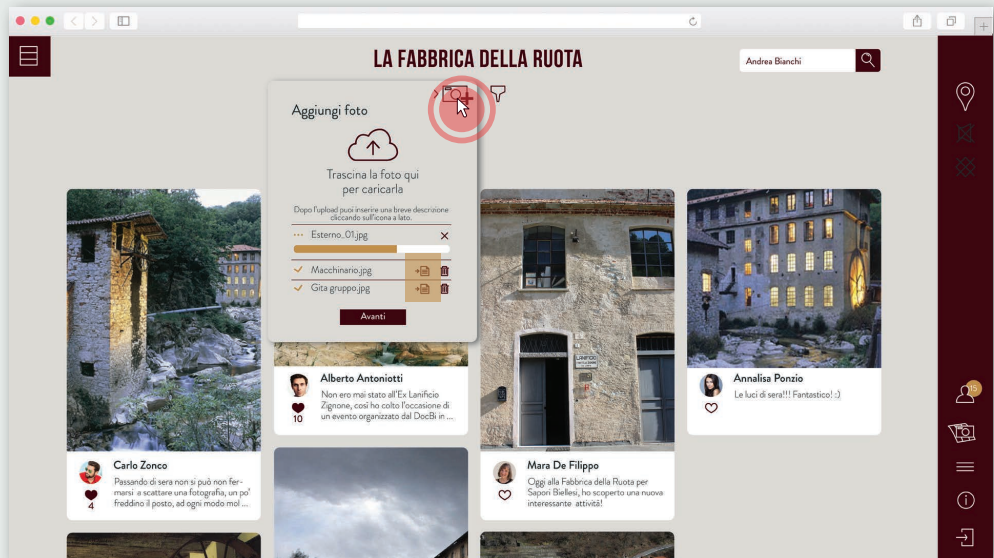 LA FABBRICA DELLA RUOTA
Andrea Bianchi
Aggiungi foto
Trascina la foto qui
per caricarla
Dopo l'upload puoi inserire una breve descrizione
cliccando sull'icona a lato.
Esterno_01.jpg
Macchinario.jpg
Gita gruppo.jpg
Avanti
LANIFICIO
15
Carlo Zonco
Passando di sera non si può non fer-
marsi a scattare una fotografia, un po'
freddino il posto, ad ogni modo mol ...
4
Alberto Antoniotti
Non ero mai stato all'Ex Lanificio
Zignone, così ho colto l'occasione di
un evento organizzato dal DocBi in ...
10
Mara De Filippo
Oggi alla Fabbrica della Ruota per
Sapori Biellesi, ho scoperto una nuova
interessante attività!
Annalisa Ponzio
Le luci di sera!!! Fantastico! :)